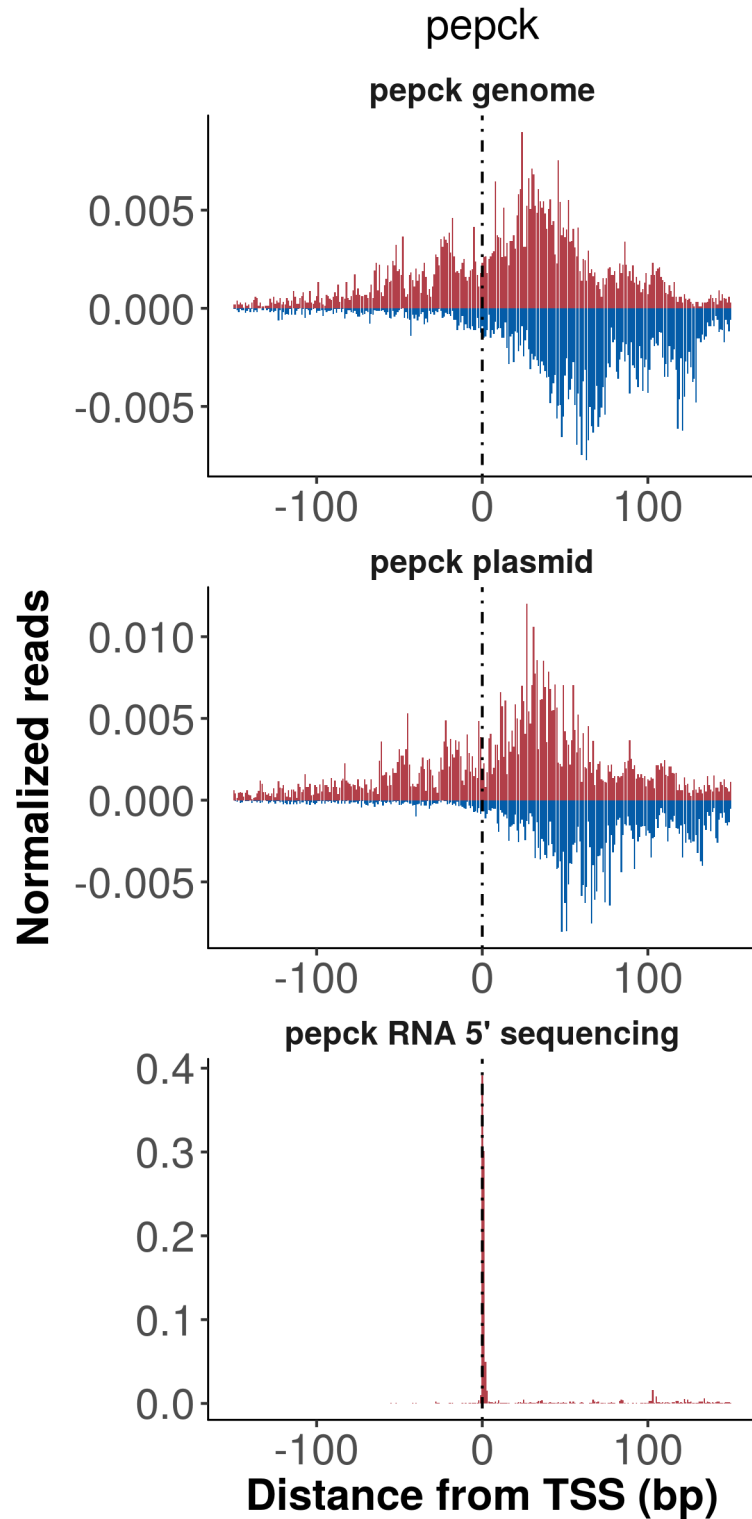 pepck
pepck genome
0.005
0.000
-0.005
-100 0 100
pepck plasmid
0.010
0.005
0.000
-0.005
-100 0 100
Normalized reads
pepck RNA 5' sequencing
0.4
0.3
0.2
0.1
0.0
-100 0 100
Distance from TSS (bp)